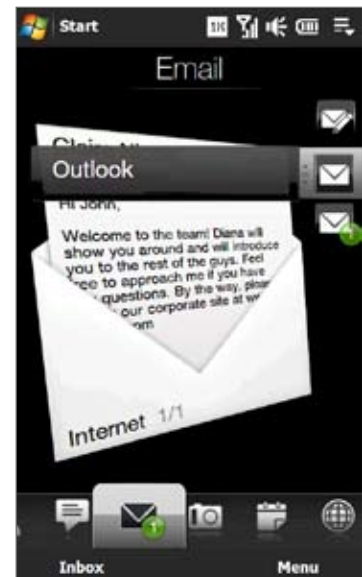 Start
Email
Outlook
Hi John,
Welcome to the team! Diana will
show you around and will introduce
you to the rest of the guys. Feel
free to approach me if you have
questions. By the way, please
our corporate site at
Internet 1/1
Inbox Menu